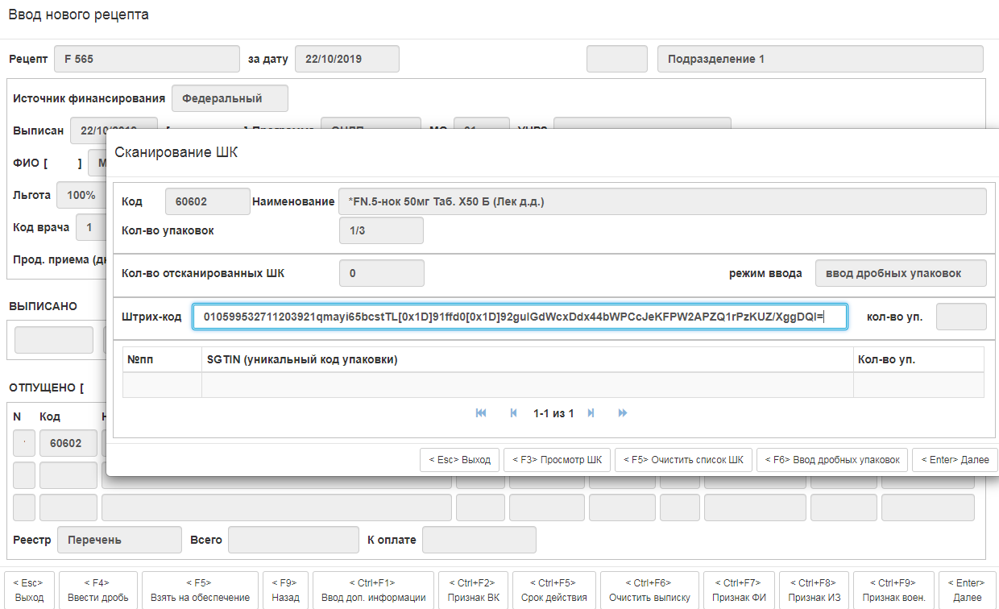 Ввод нового рецепта
Рецепт F 565 за дату 22/10/2019 Подразделение 1
Источник финансирования Федеральный
Выписан 22/10/2019 [ ] Программа ОНЛП МО 01
ФИО [ ] М
Льгота 100%
Код врача 1
Прод. приема (дн
ВЫПИСАНО
ОТПУЩЕНО [
N Код Н
60602
Сканирование ШК
Код 60602 Наименование *FN.5-нок 50мг Таб. Х50 Б (Лек д.д.)
Кол-во упаковок 1/3
Кол-во отсканированных ШК 0 режим ввода ввод дробных упаковок
Штрих-код 010599532711203921qmayi65bcstTL[0x1D]91ffd0[0x1D]92gulGdWcxDdx44bWPCcJeKFPW2APZQ1rPzKUZ/XggDQI= кол-во уп.
№пп SGTIN (уникальный код упаковки) Кол-во уп.
1-1 из 1
< Esc> Выход < F3> Просмотр ШК < F5> Очистить список ШК < F6> Ввод дробных упаковок < Enter> Далее
Реестр Перечень Всего К оплате
< Esc> Выход < F4> Ввести дробь < F5> Взять на обеспечение < F9> Назад < Ctrl+F1> Ввод доп. информации < Ctrl+F2> Признак ВК < Ctrl+F5> Срок действия < Ctrl+F6> Очистить выписку < Ctrl+F7> Признак ФИ < Ctrl+F8> Признак ИЗ < Ctrl+F9> Признак воен. < Enter> Далее